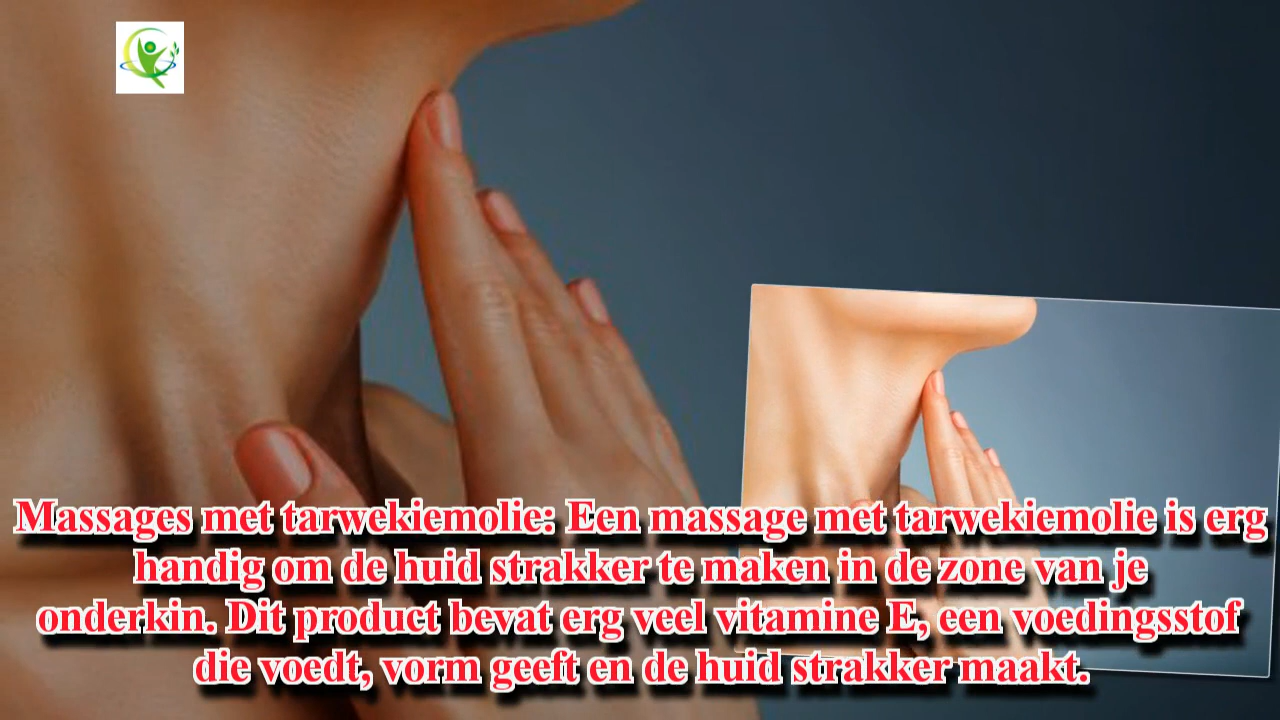 Massages met tarwekiemolie: Een massage met tarwekiemolie is erg
handig om de huid strakker te maken in de zone van je
onderkin. Dit product bevat erg veel vitamine E, een voedingsstof
die voedt, vorm geeft en de huid strakker maakt.